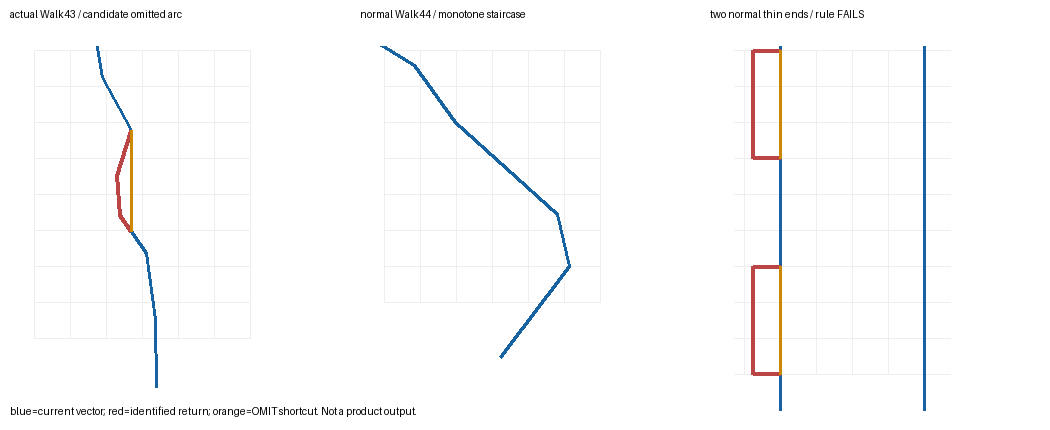 actual Walk43 / candidate omitted arc
normal Walk44 / monotone staircase
two normal thin ends / rule FAILS
blue=current vector; red=identified return; orange=OMIT shortcut. Not a product output.